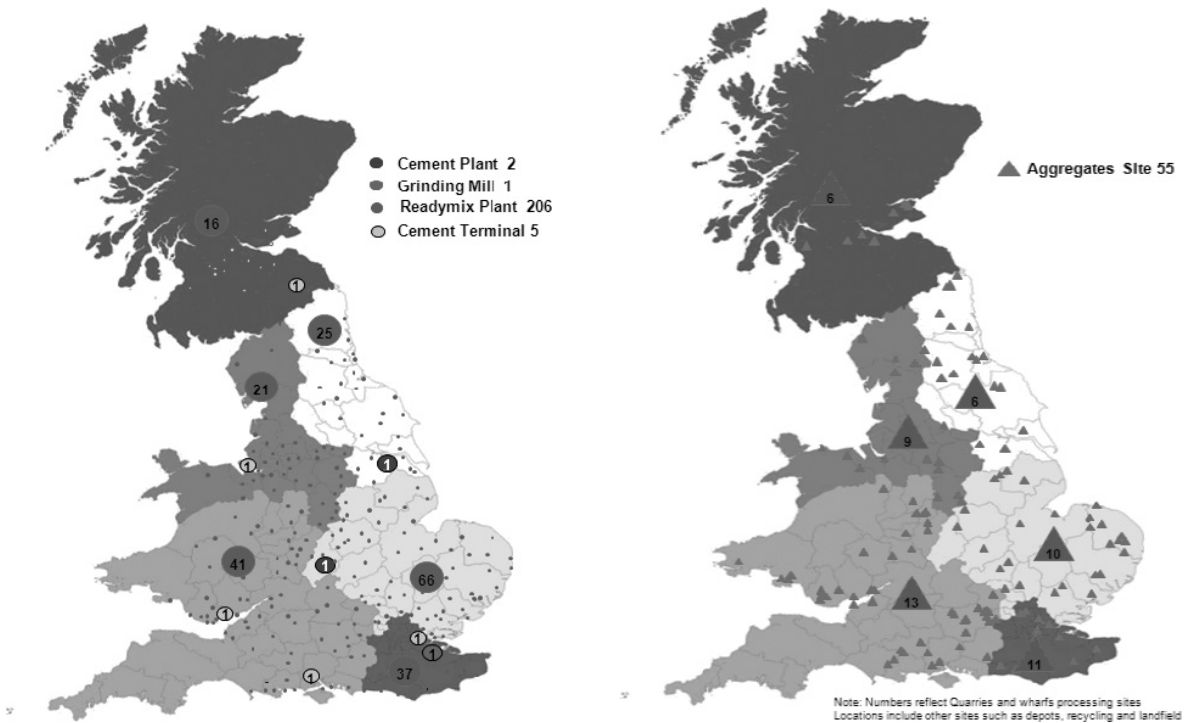 Cement Plant 2
Grinding Mill 1
Readymix Plant 206
Cement Terminal 5
16
1
25
21
1
1
41
1
66
1
1
1
37
1
Aggregates Site 55
6
6
9
10
13
11
Note: Numbers reflect Quarries and wharfs processing sites
Locations include other sites such as depots, recycling and landfield